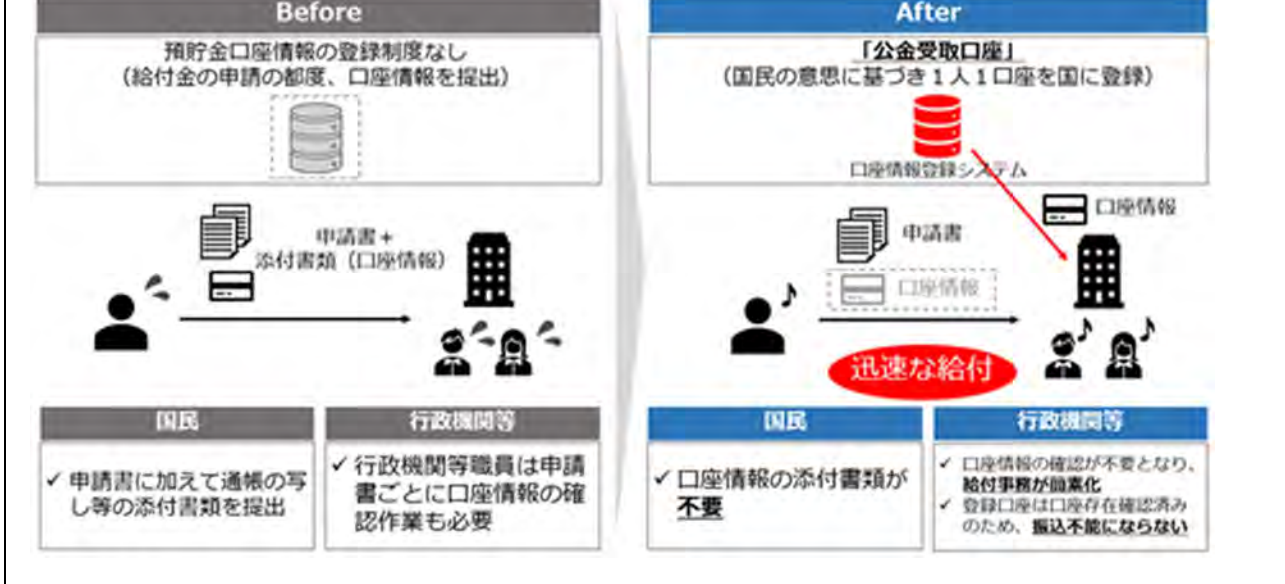 Before
預貯金口座情報の登録制度なし
（給付金の申請の都度、口座情報を提出）
申請書＋
添付書類（口座情報）
国民
✓ 申請書に加えて通帳の写
し等の添付書類を提出
行政機関等
✓ 行政機関等職員は申請
書ごとに口座情報の確
認作業も必要
After
「公金受取口座」
（国民の意思に基づき１人１口座を国に登録）
口座情報登録システム
口座情報
申請書
口座情報
迅速な給付
国民
✓ 口座情報の添付書類が
不要
行政機関等
✓ 口座情報の確認が不要となり、
給付事務が簡素化
✓ 登録口座は口座存在確認済み
のため、振込不能にならない